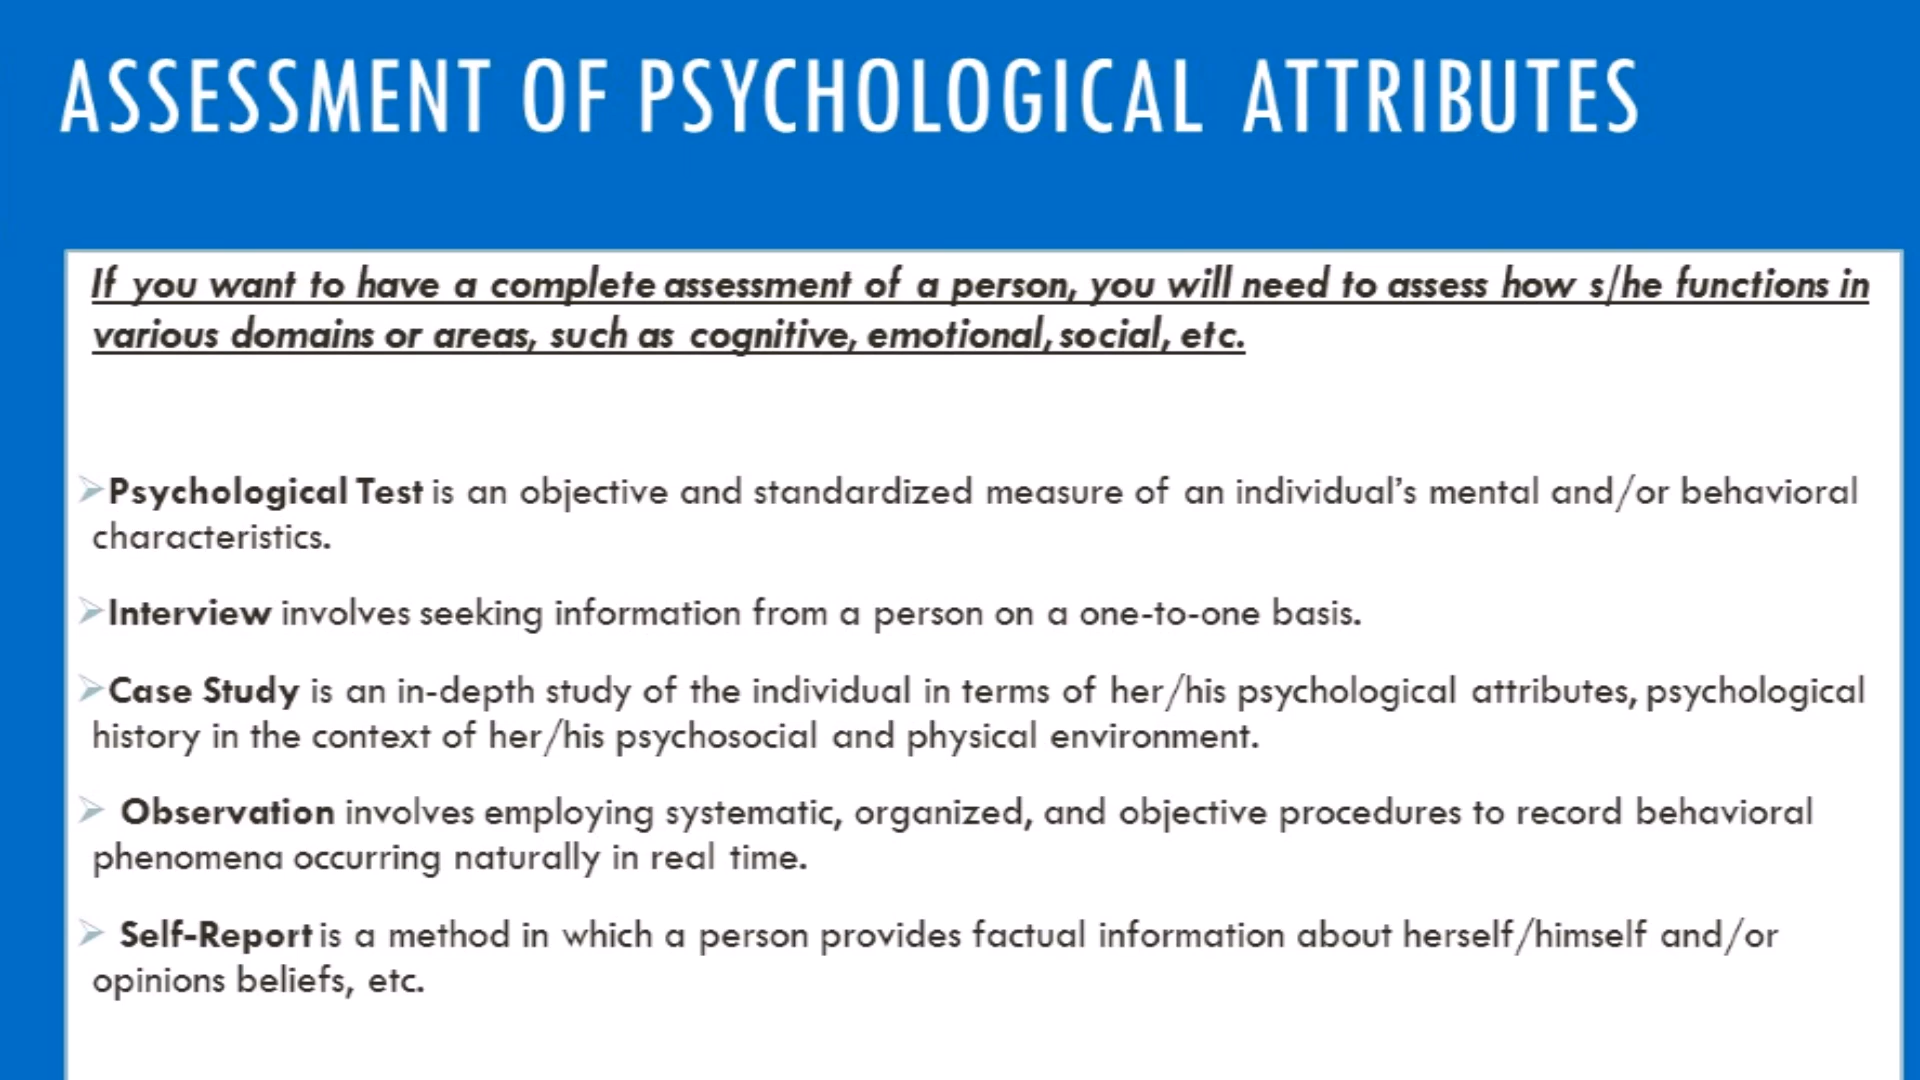 ASSESSMENT OF PSYCHOLOGICAL ATTRIBUTES
If you want to have a complete assessment of a person, you will need to assess how s/he functions in
various domains or areas, such as cognitive, emotional, social, etc.
Psychological Test is an objective and standardized measure of an individual’s mental and/or behavioral
characteristics.
Interview involves seeking information from a person on a one-to-one basis.
Case Study is an in-depth study of the individual in terms of her/his psychological attributes, psychological
history in the context of her/his psychosocial and physical environment.
Observation involves employing systematic, organized, and objective procedures to record behavioral
phenomena occurring naturally in real time.
Self-Report is a method in which a person provides factual information about herself/himself and/or
opinions beliefs, etc.